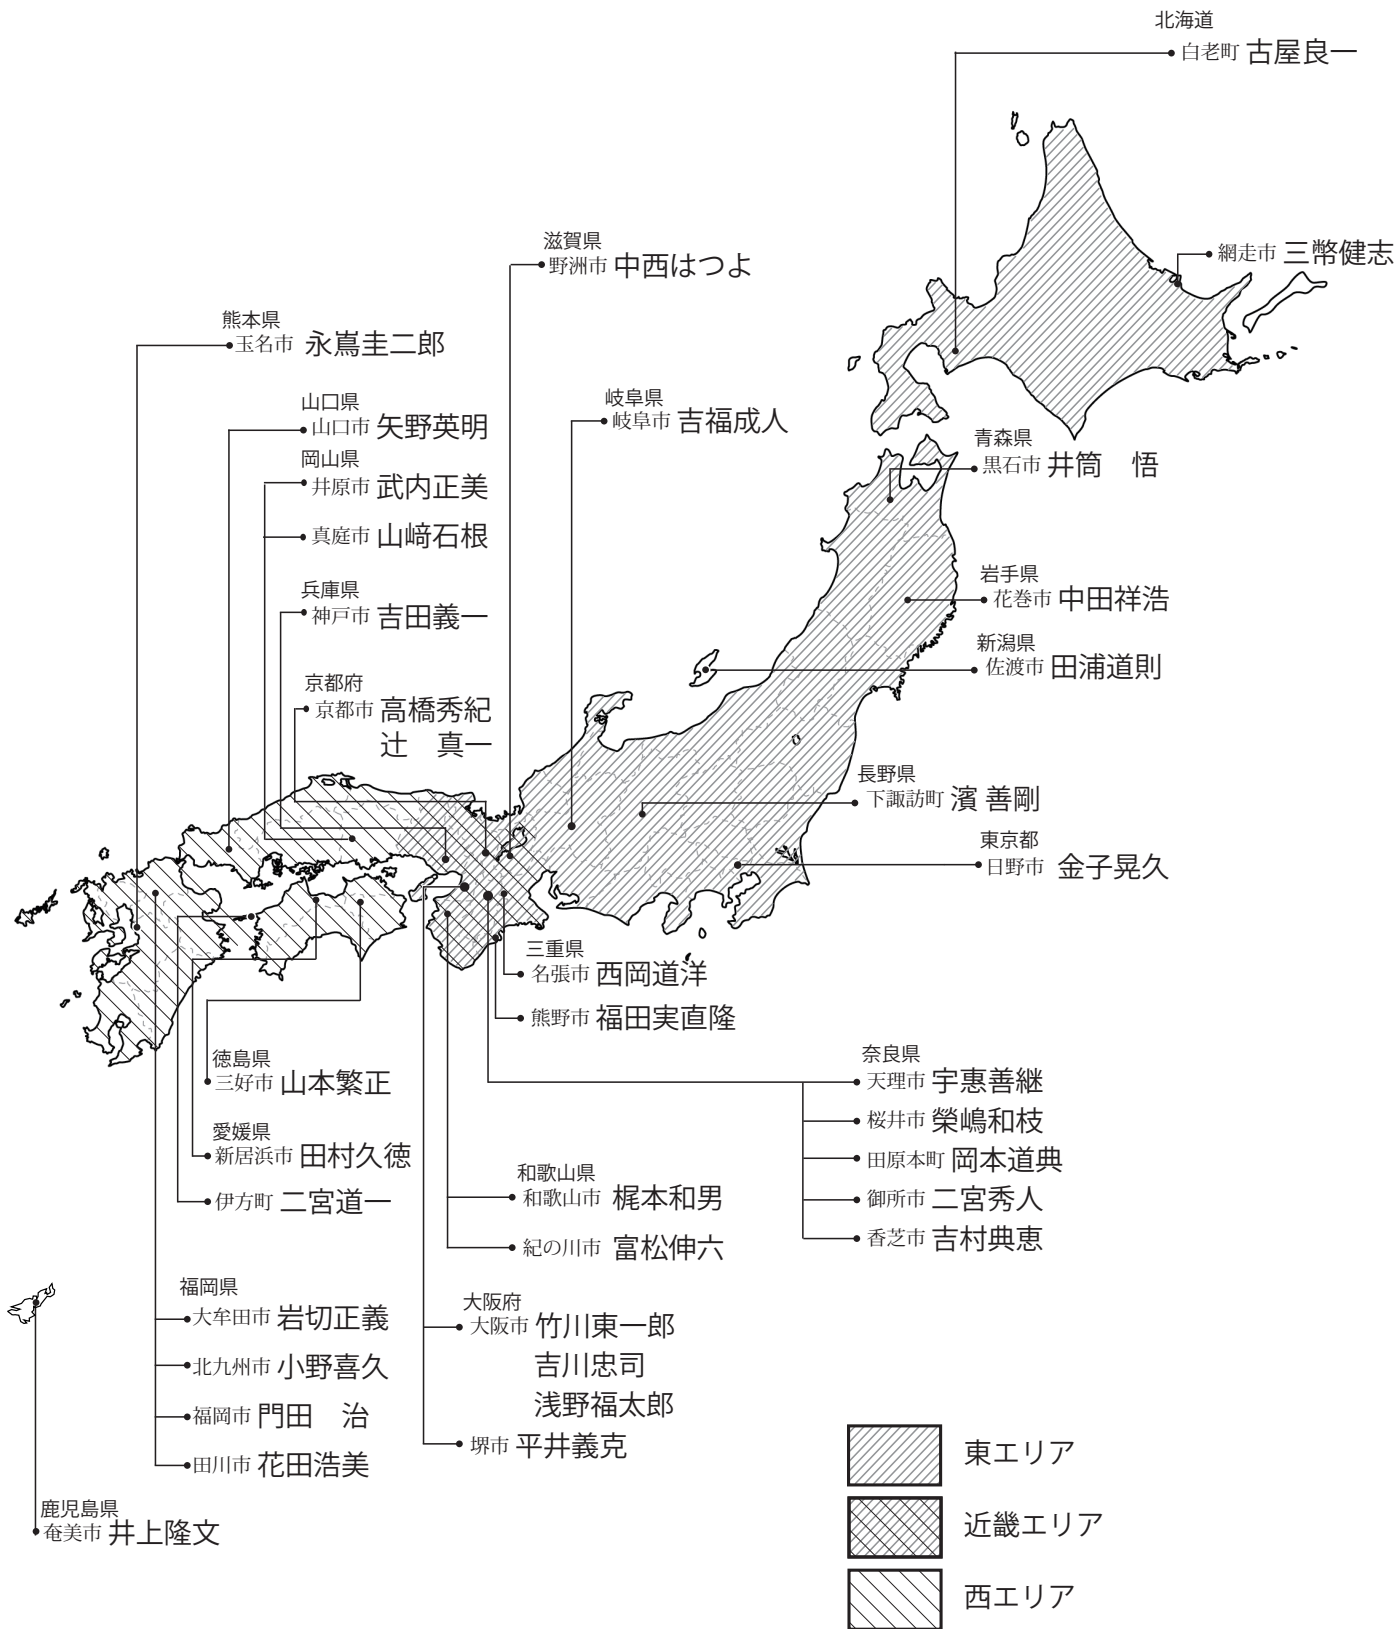 北海道
白老町 古屋良一
網走市 三幣健志
滋賀県
野洲市 中西はつよ
熊本県
玉名市 永嶌圭二郎
山口県
山口市 矢野英明
岡山県
井原市 武内正美
真庭市 山﨑石根
兵庫県
神戸市 吉田義一
京都府
京都市 高橋秀紀
辻　真一
岐阜県
岐阜市 吉福成人
青森県
黒石市 井筒　悟
岩手県
花巻市 中田祥浩
新潟県
佐渡市 田浦道則
長野県
下諏訪町 濱 善剛
東京都
日野市 金子晃久
三重県
名張市 西岡道洋
熊野市 福田実直隆
奈良県
天理市 宇惠善継
桜井市 榮嶋和枝
田原本町 岡本道典
御所市 二宮秀人
香芝市 吉村典恵
徳島県
三好市 山本繁正
愛媛県
新居浜市 田村久徳
伊方町 二宮道一
和歌山県
和歌山市 梶本和男
紀の川市 富松伸六
福岡県
大牟田市 岩切正義
北九州市 小野喜久
福岡市 門田　治
田川市 花田浩美
大阪府
大阪市 竹川東一郎
吉川忠司
浅野福太郎
堺市 平井義克
鹿児島県
奄美市 井上隆文
東エリア
近畿エリア
西エリア